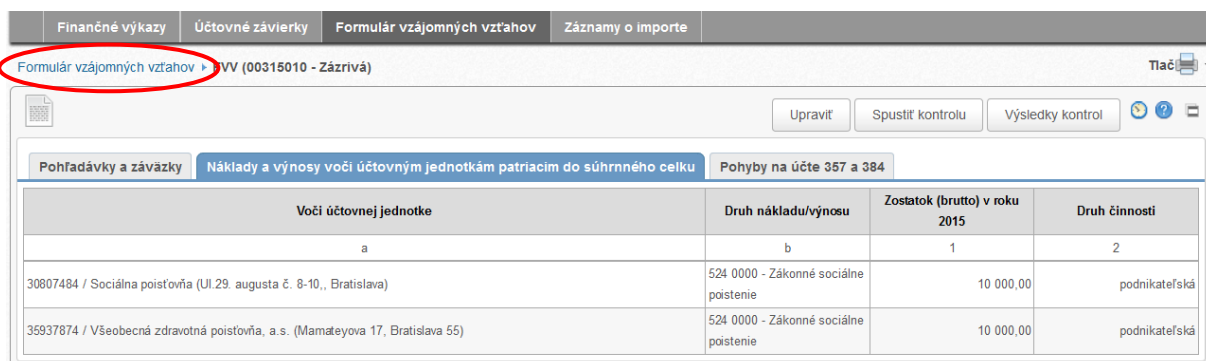 Finančné výkazy Účtovné závierky Formulár vzájomných vzťahov Záznamy o importe
Formulár vzájomných vzťahov ▸ FVV (00315010 - Zázrivá) Tlač
Upraviť Spustiť kontrolu Výsledky kontrol
Pohľadávky a záväzky Náklady a výnosy voči účtovným jednotkám patriacim do súhrnného celku Pohyby na účte 357 a 384
Voči účtovnej jednotke Druh nákladu/výnosu Zostatok (brutto) v roku 2015 Druh činnosti
a b 1 2
30807484 / Sociálna poisťovňa (Ul.29. augusta č. 8-10,, Bratislava) 524 0000 - Zákonné sociálne poistenie 10 000,00 podnikateľská
35937874 / Všeobecná zdravotná poisťovňa, a.s. (Mamateyova 17, Bratislava 55) 524 0000 - Zákonné sociálne poistenie 10 000,00 podnikateľská